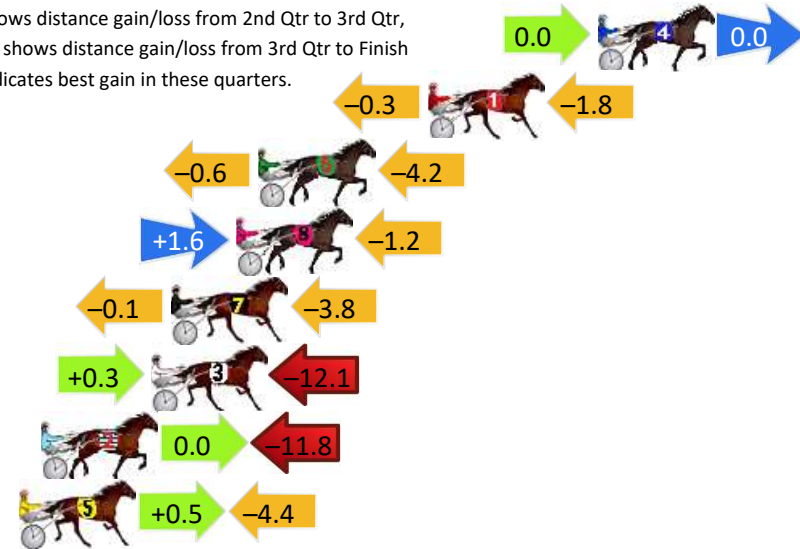 ows distance gain/loss from 2nd Qtr to 3rd Qtr,
shows distance gain/loss from 3rd Qtr to Finish
dicates best gain in these quarters.
0.0 4 0.0
–0.3 1 –1.8
–0.6 6 –4.2
+1.6 8 –1.2
–0.1 7 –3.8
+0.3 3 –12.1
2 0.0 –11.8
5 +0.5 –4.4